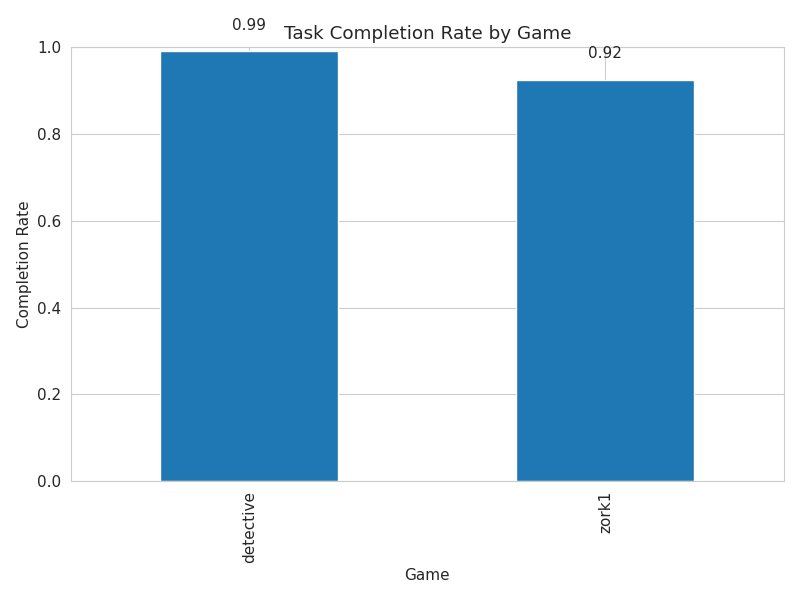 0.99
Task Completion Rate by Game
1.0
0.92
0.8
0.6
Completion Rate
0.4
0.2
0.0
detective
zork1
Game